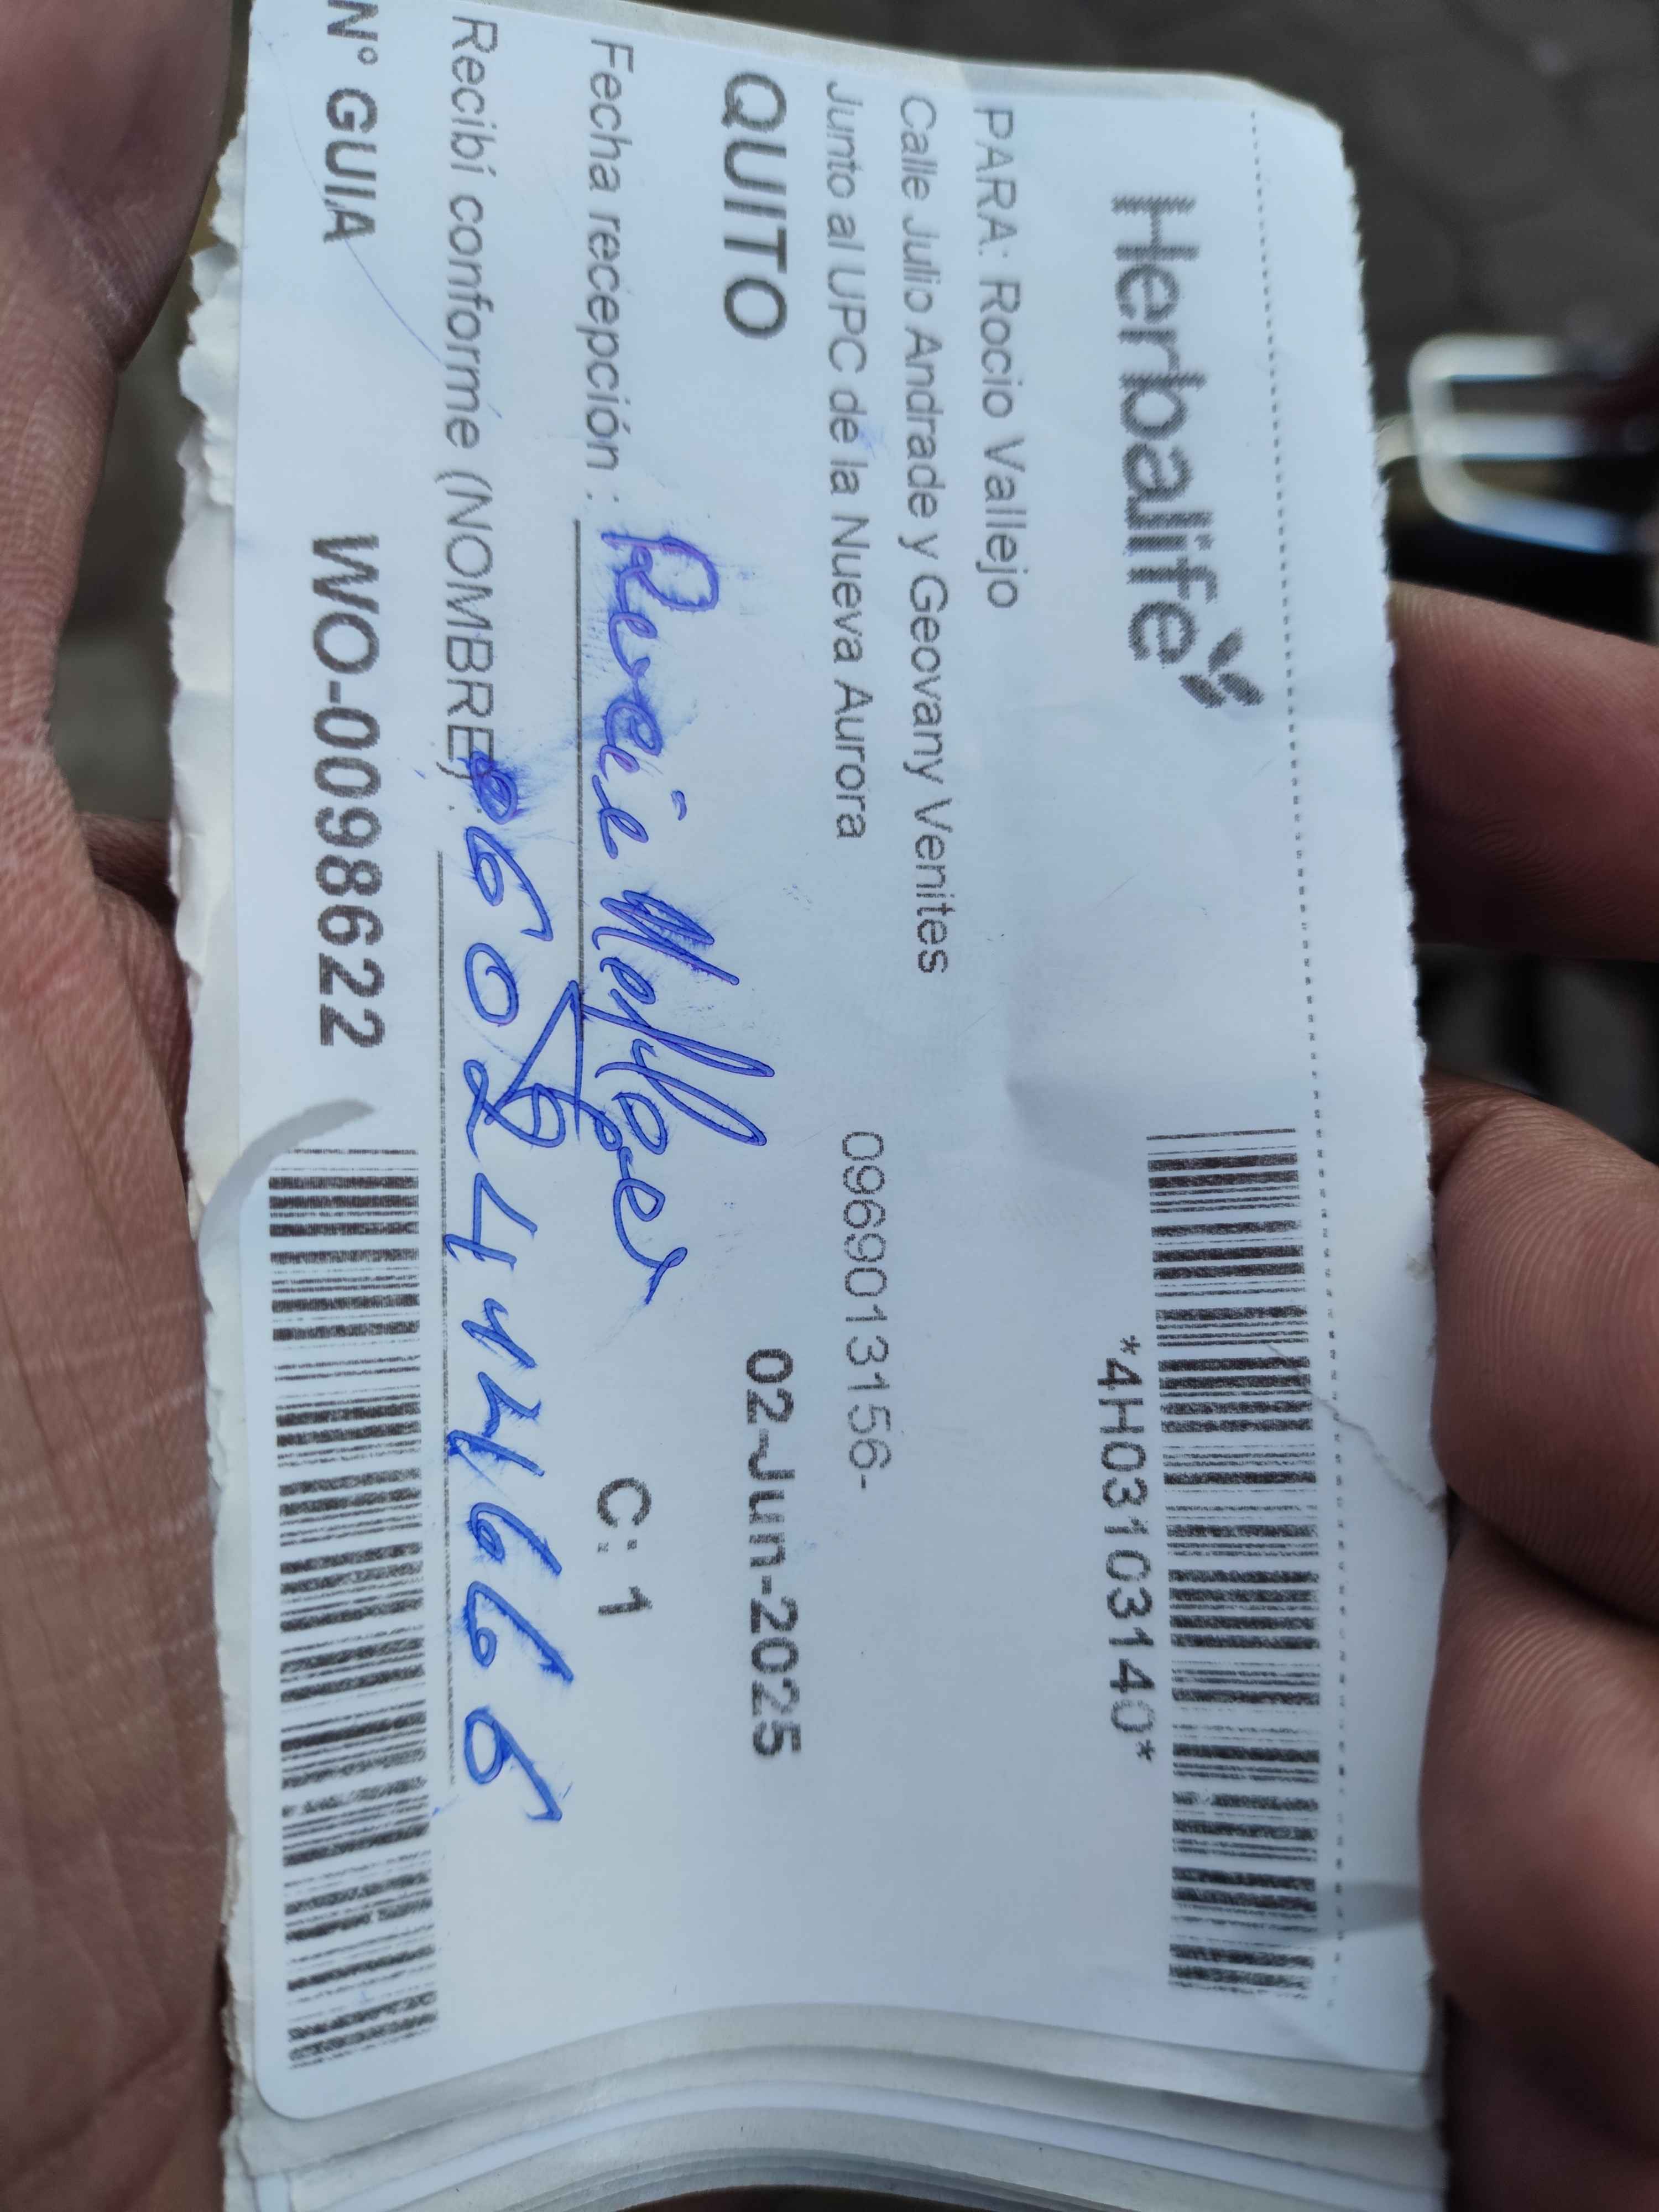 Herbalife
*4H03103140*
PARA: Rocio Vallejo
Calle Julio Andrade y Geovany Venites
Junto al UPC de la Nueva Aurora 0969013156-
QUITO 02-Jun-2025
Fecha recepción : C: 1
Recibí conforme (NOMBRE):
N° GUIA WO-0098622